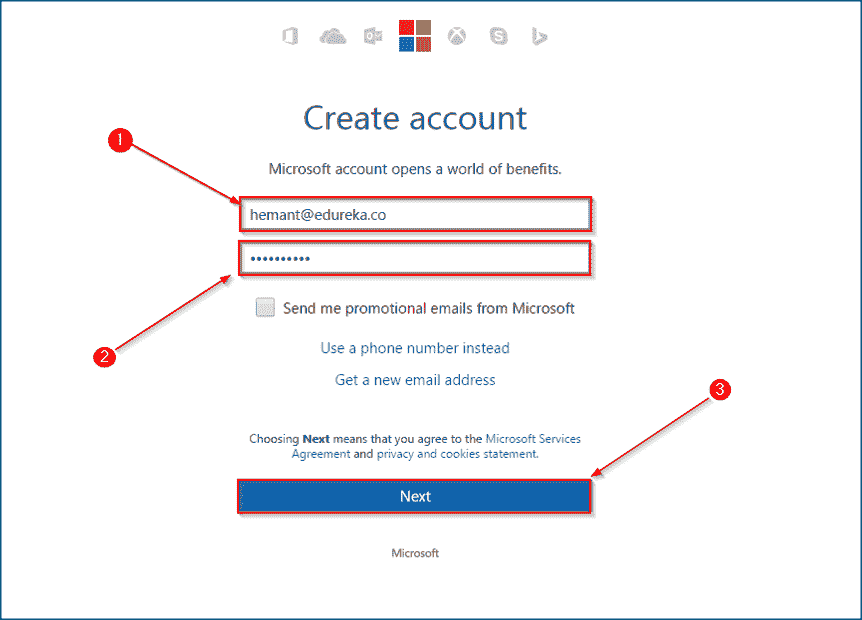 Create account
1
Microsoft account opens a world of benefits.
hemant@edureka.co
••••••••••
2
Send me promotional emails from Microsoft
Use a phone number instead
Get a new email address
3
Choosing Next means that you agree to the Microsoft Services
Agreement and privacy and cookies statement.
Next
Microsoft